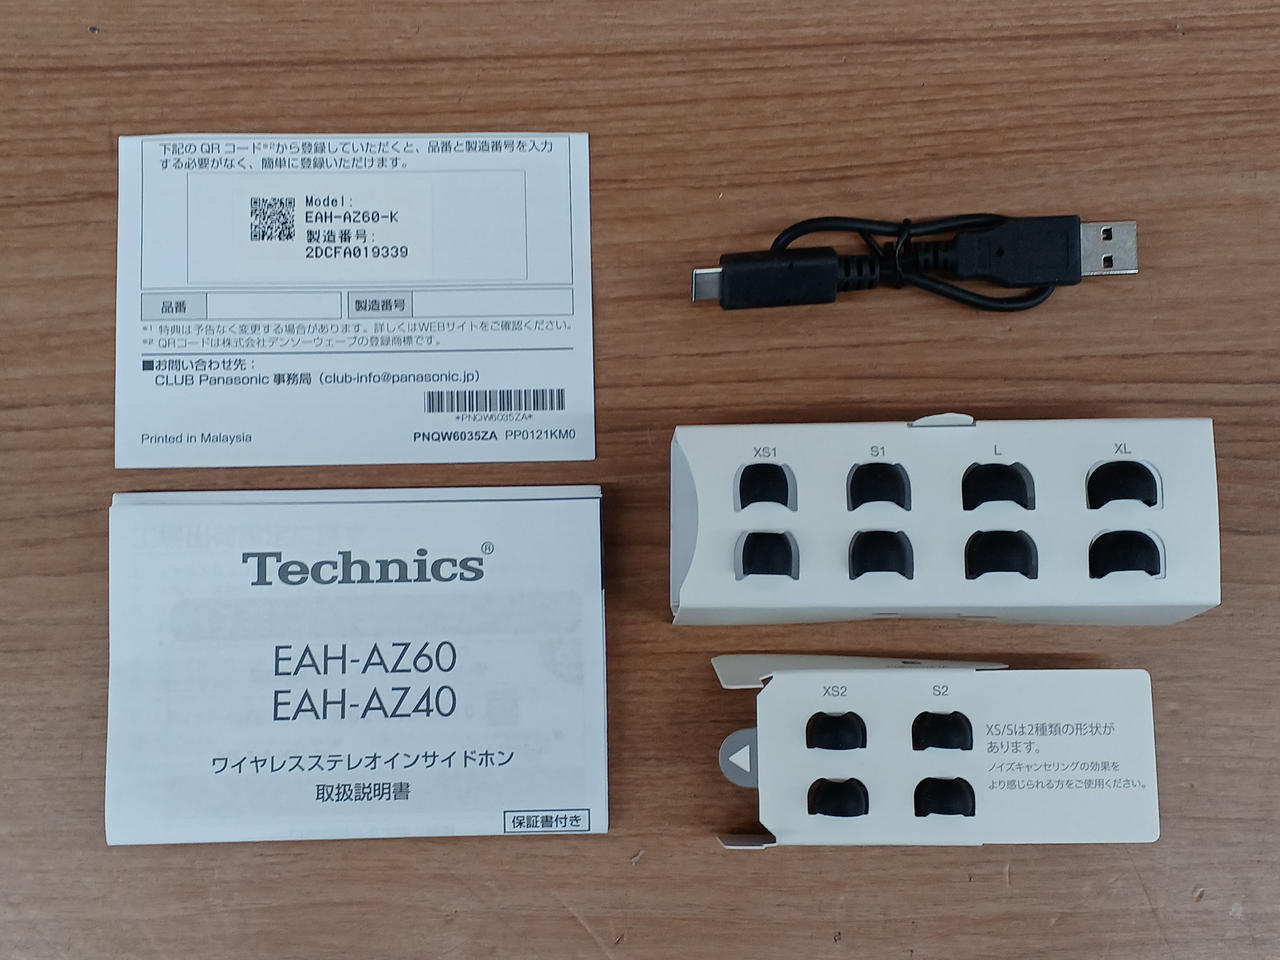 下記のQRコード※2から登録していただくと、品番と製造番号を入力
する必要がなく、簡単に登録いただけます。
Model:
EAH-AZ60-K
製造番号:
2DCFA019339
品番
製造番号
※1 特典は予告なく変更する場合があります。詳しくはWEBサイトをご確認ください。
※2 QRコードは株式会社デンソーウェーブの登録商標です。
■お問い合わせ先：
CLUB Panasonic 事務局（club-info@panasonic.jp）
*PNQW6035ZA*
Printed in Malaysia
PNQW6035ZA PP0121KM0
Technics®
EAH-AZ60
EAH-AZ40
ワイヤレスステレオインサイドホン
取扱説明書
保証書付き
XS1 S1 L XL
XS2 S2
XS/Sは2種類の形状が
あります。
ノイズキャンセリングの効果を
より感じられる方をご使用ください。